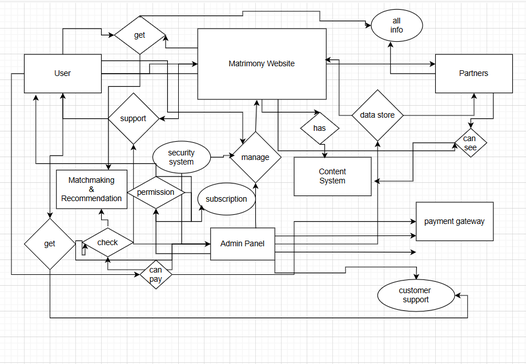 all
info
get
User
Matrimony Website
Partners
support
data store
has
can
see
security
system
manage
Content
System
Matchmaking
&
Recommendation
permission
subscription
payment gateway
get
check
Admin Panel
can
pay
customer
support